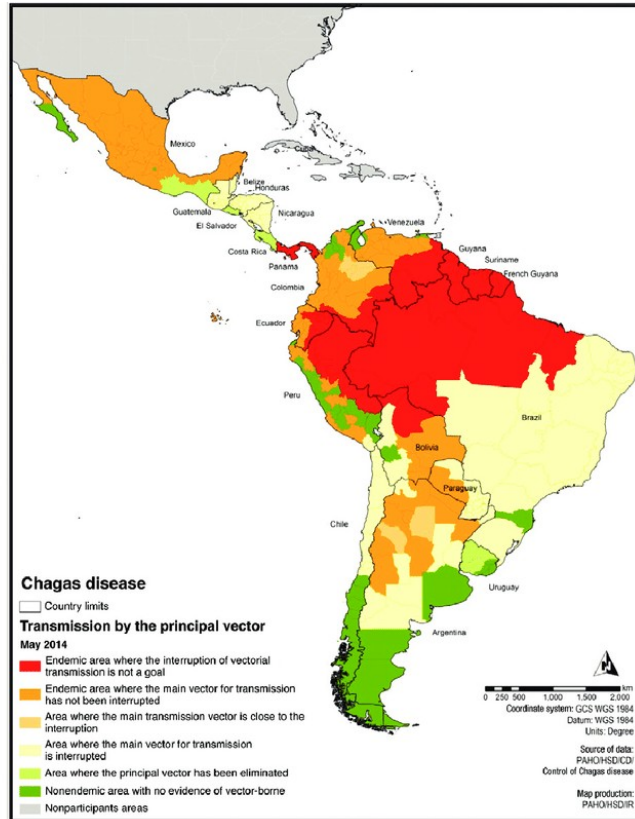 Mexico
Belize
Honduras
Guatemala
Nicaragua
El Salvador
Costa Rica
Panama
Venezuela
Guyana
Suriname
French Guyana
Colombia
Ecuador
Peru
Brazil
Bolivia
Paraguay
Chile
Uruguay
Argentina
Chagas disease
Country limits
Transmission by the principal vector
May 2014
Endemic area where the interruption of vectorial
transmission is not a goal
Endemic area where the main vector for transmission
has not been interrupted
Area where the main transmission vector is close to the
interruption
Area where the main vector for transmission
is interrupted
Area where the principal vector has been eliminated
Nonendemic area with no evidence of vector-borne
Nonparticipants areas
km
0 250 500 1,000 1,500 2,000
Coordinate system: GCS WGS 1984
Datum: WGS 1984
Units: Degree
Source of data:
PAHO/HSD/CD/
Control of Chagas disease
Map production:
PAHO/HSD/IR